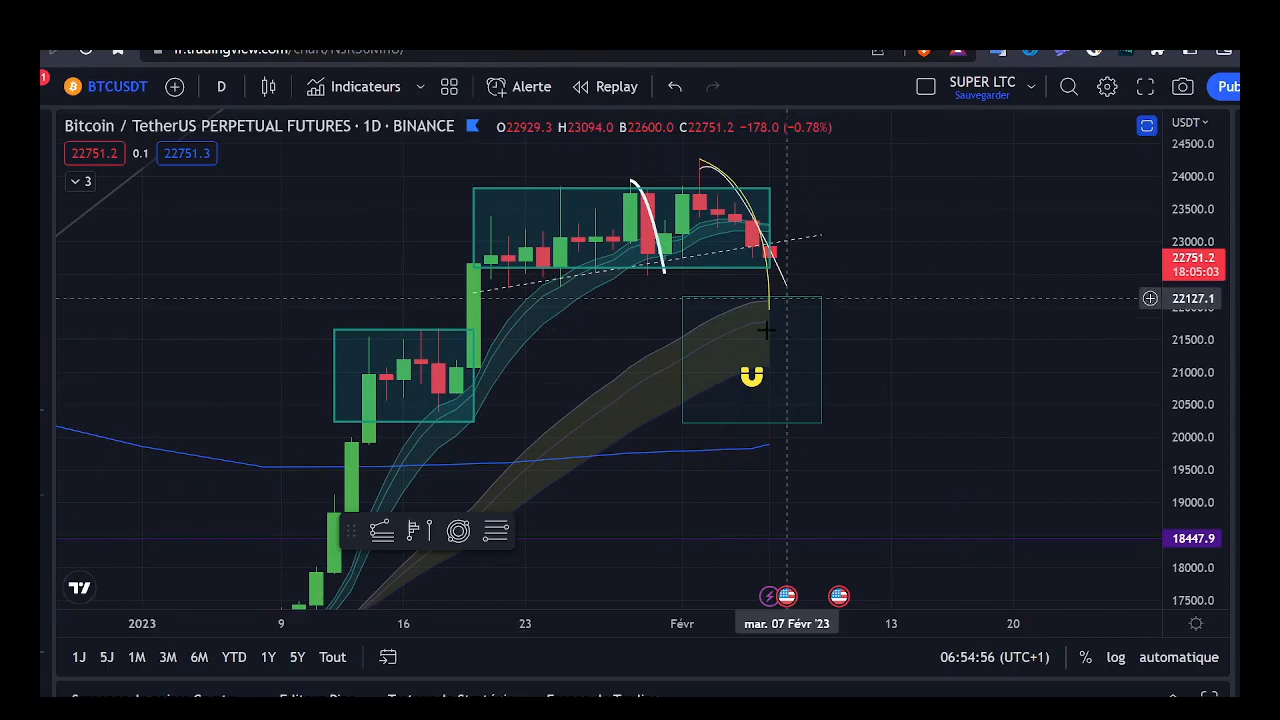 1
BTCUSDT
D
Indicateurs
Alerte
Replay
SUPER LTC
Sauvegarder
Pub
Bitcoin / TetherUS PERPETUAL FUTURES · 1D · BINANCE
O22929.3 H23094.0 B22600.0 C22751.2 −178.0 (−0.78%)
USDT
22751.2
0.1
22751.3
3
24500.0
24000.0
23500.0
23000.0
22751.2
18:05:03
22127.1
21500.0
21000.0
20500.0
20000.0
19500.0
19000.0
18447.9
18000.0
17500.0
2023
9
16
23
Févr
mar. 07 Févr '23
13
20
1J
5J
1M
3M
6M
YTD
1Y
5Y
Tout
06:54:56 (UTC+1)
%
log
automatique